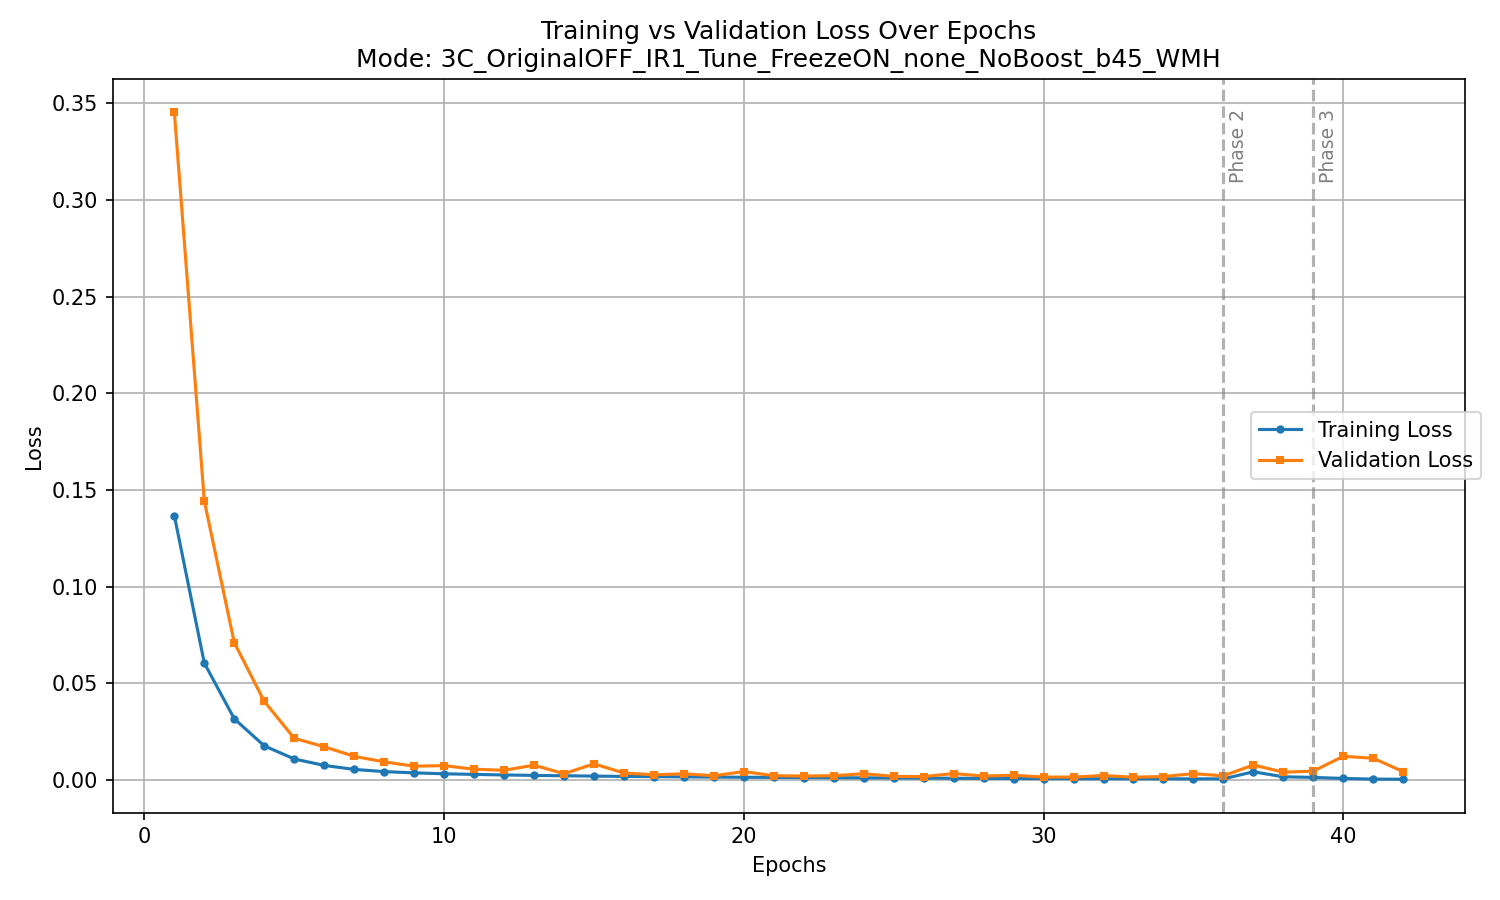 Training vs Validation Loss Over Epochs
Mode: 3C_OriginalOFF_IR1_Tune_FreezeON_none_NoBoost_b45_WMH
0.35
0.30
0.25
0.20
0.15
0.10
0.05
0.00
Loss
Phase 2
Phase 3
Training Loss
Validation Loss
0
10
20
30
40
Epochs